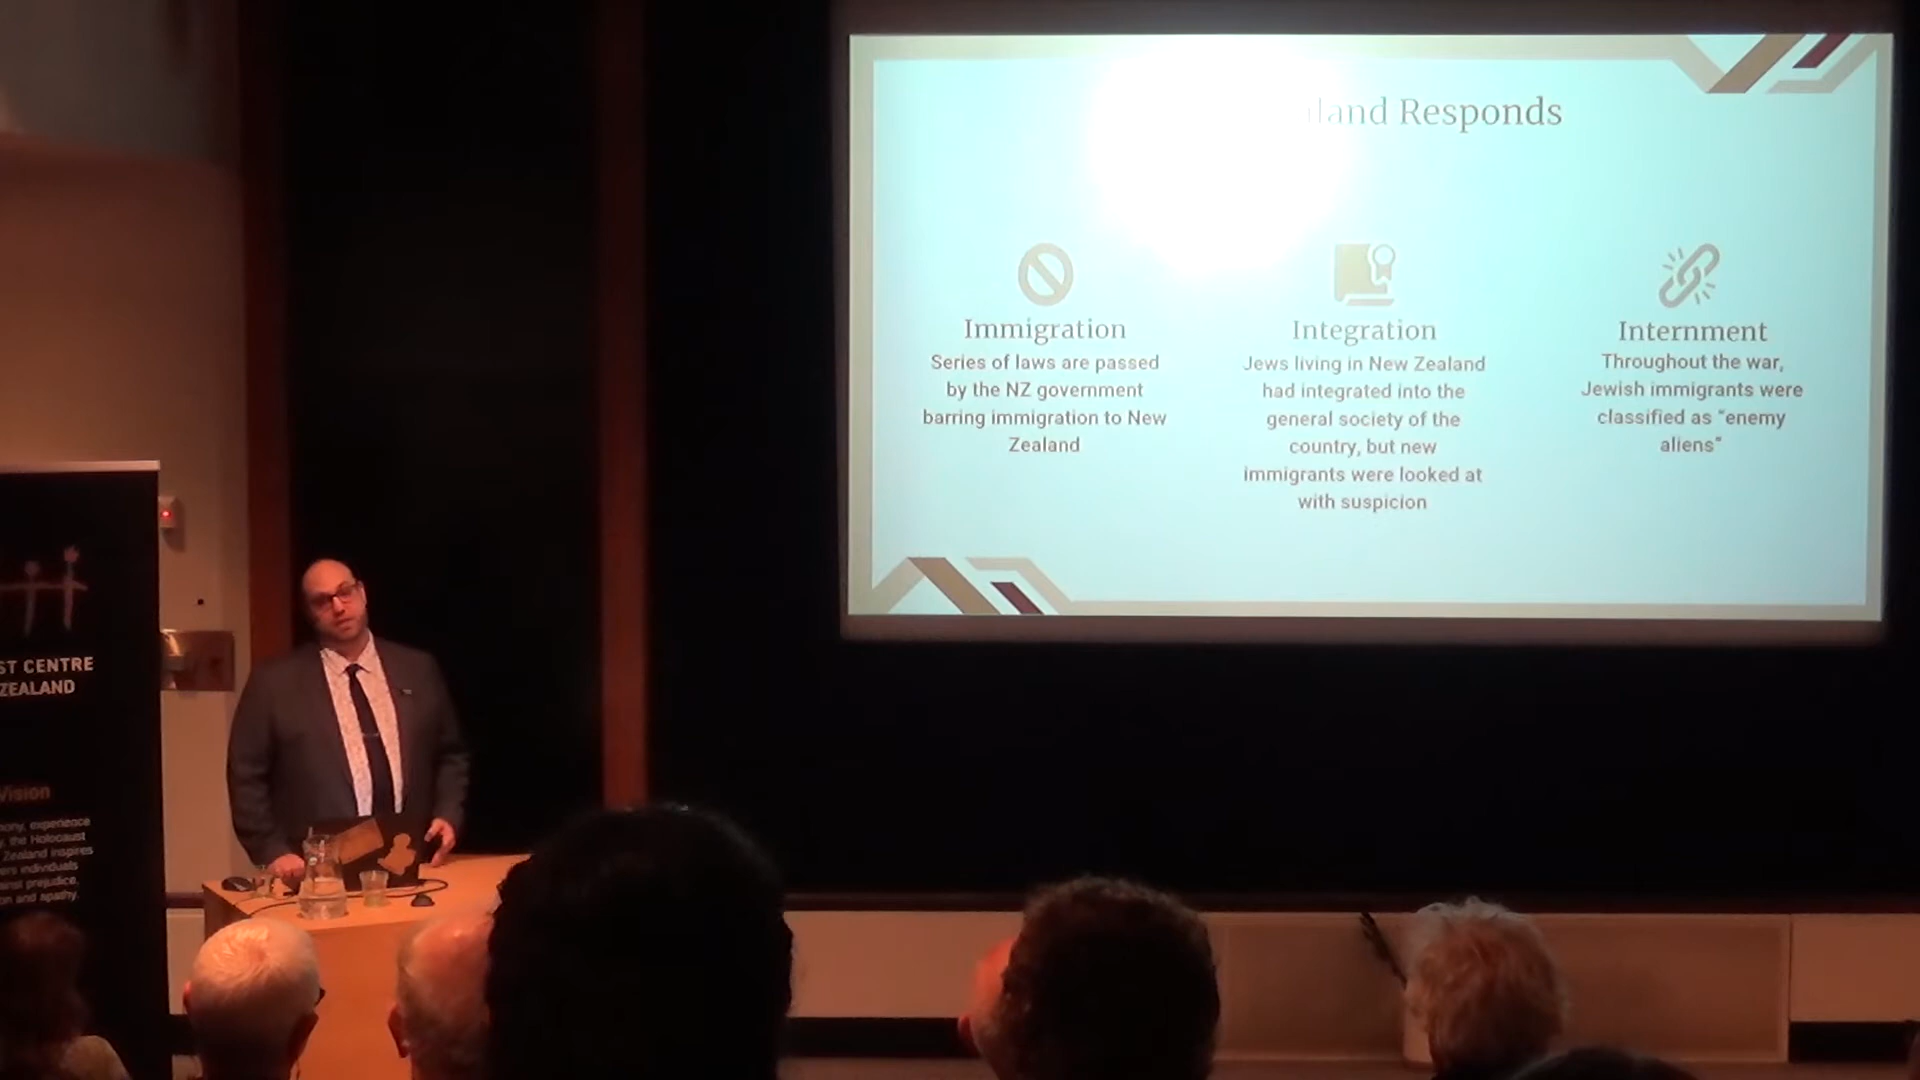 Responds
Immigration
Series of laws are passed
by the NZ government
barring immigration to New
Zealand
Integration
Jews living in New Zealand
had integrated into the
general society of the
country, but new
immigrants were looked at
with suspicion
Internment
Throughout the war,
Jewish immigrants were
classified as "enemy
aliens"
CENTRE
ZEALAND
Vision
experience
the Holocaust
Zealand inspires
individuals
prejudice,
and apathy.